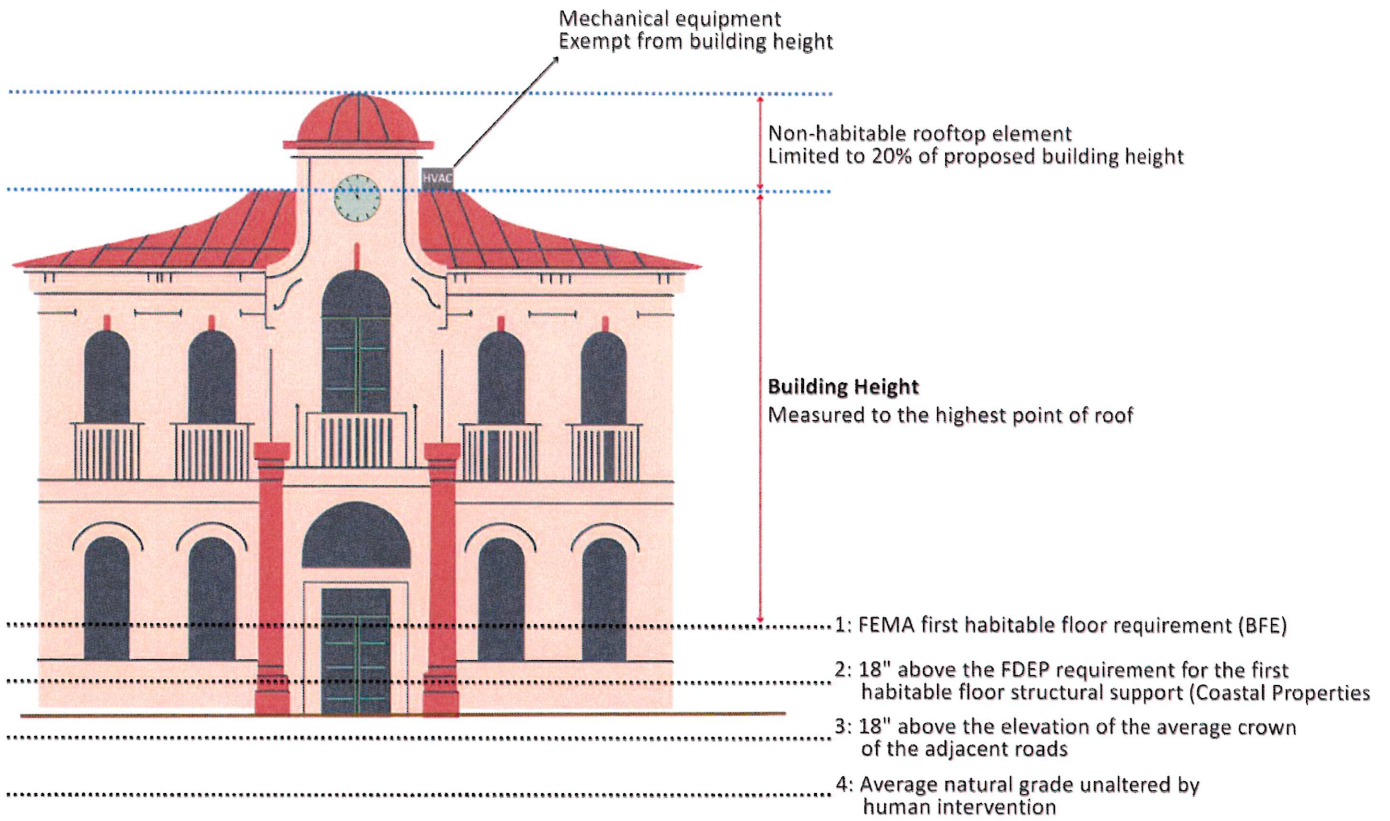 Mechanical equipment
Exempt from building height
Non-habitable rooftop element
Limited to 20% of proposed building height
HVAC
Building Height
Measured to the highest point of roof
1: FEMA first habitable floor requirement (BFE)
2: 18" above the FDEP requirement for the first
habitable floor structural support (Coastal Properties
3: 18" above the elevation of the average crown
of the adjacent roads
4: Average natural grade unaltered by
human intervention